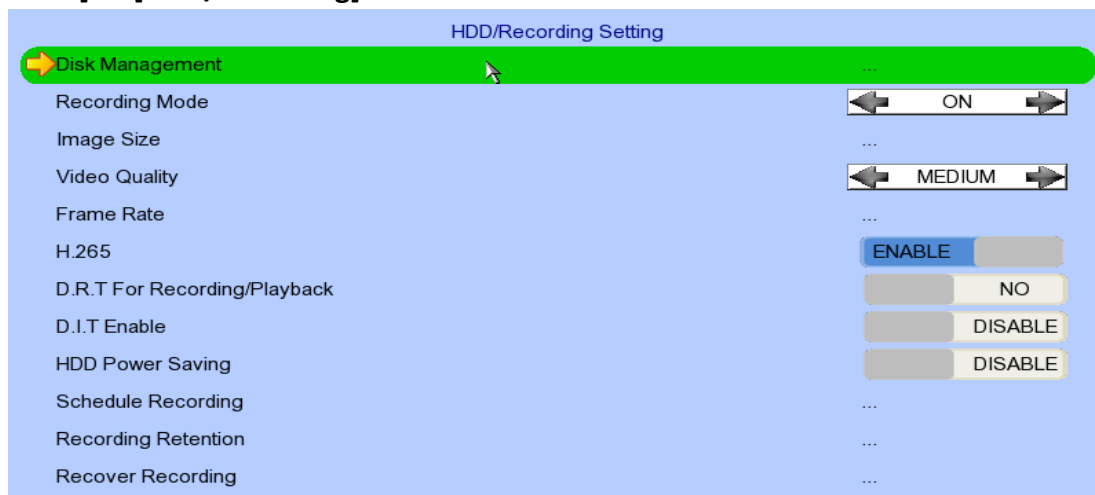 HDD/Recording Setting
Disk Management ...
Recording Mode ON
Image Size ...
Video Quality MEDIUM
Frame Rate ...
H.265 ENABLE
D.R.T For Recording/Playback NO
D.I.T Enable DISABLE
HDD Power Saving DISABLE
Schedule Recording ...
Recording Retention ...
Recover Recording ...